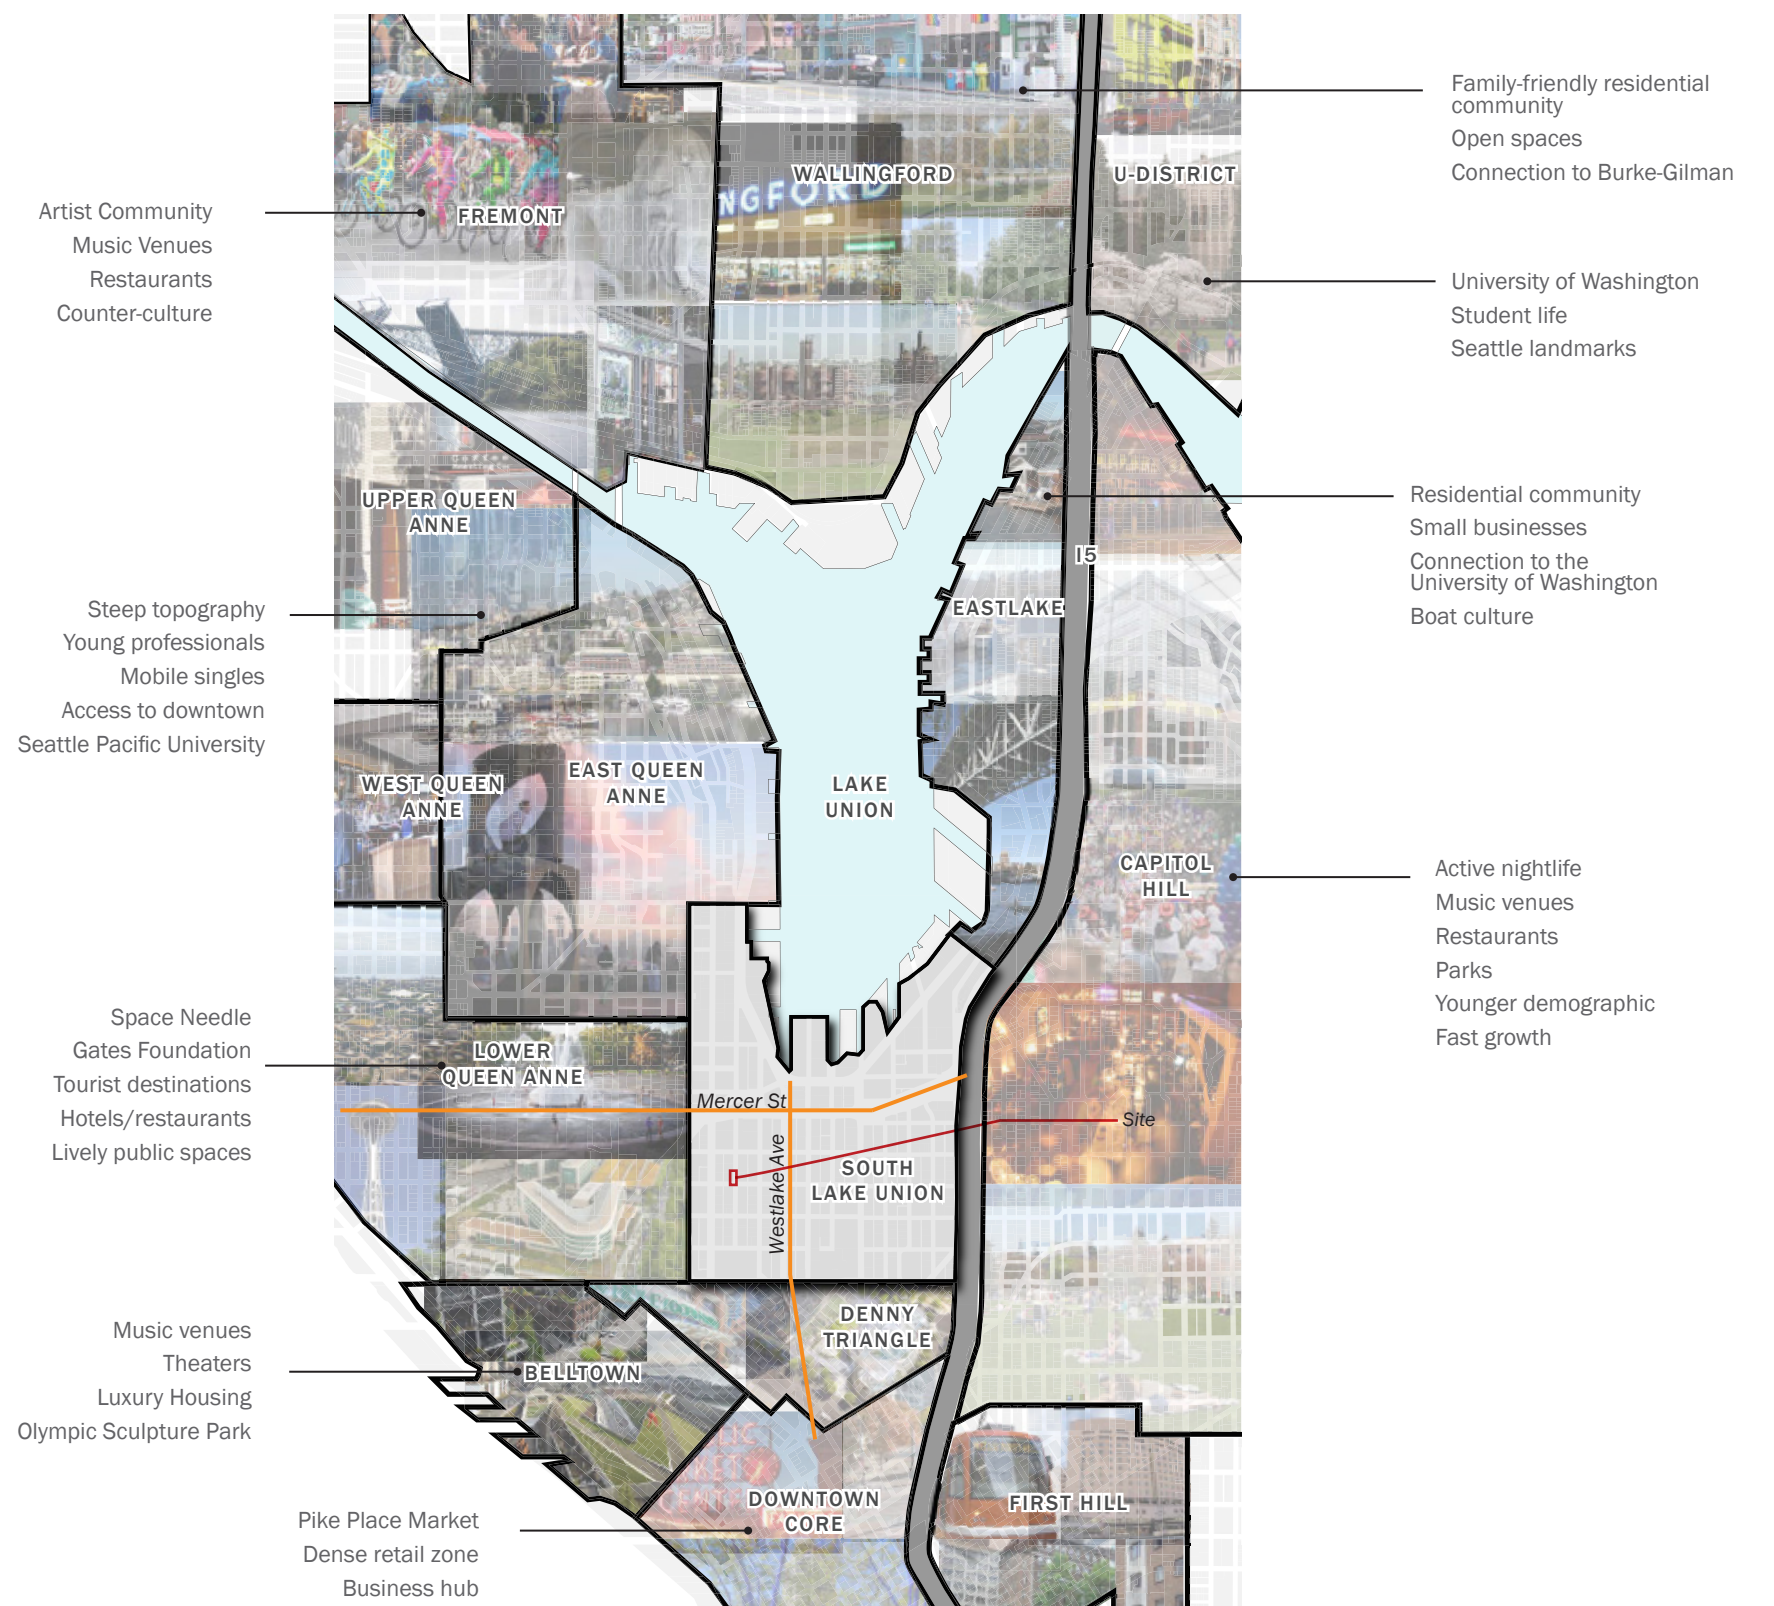 Family-friendly residential
community
Open spaces
Connection to Burke-Gilman
WALLINGFORD
U-DISTRICT
NGFORD
Artist Community
Music Venues
Restaurants
Counter-culture
FREMONT
University of Washington
Student life
Seattle landmarks
UPPER QUEEN
ANNE
Residential community
Small businesses
Connection to the
University of Washington
Boat culture
I5
EASTLAKE
Steep topography
Young professionals
Mobile singles
Access to downtown
Seattle Pacific University
WEST QUEEN
ANNE
EAST QUEEN
ANNE
LAKE
UNION
CAPITOL
HILL
Active nightlife
Music venues
Restaurants
Parks
Younger demographic
Fast growth
Space Needle
Gates Foundation
Tourist destinations
Hotels/restaurants
Lively public spaces
LOWER
QUEEN ANNE
Mercer St
Site
Westlake Ave
SOUTH
LAKE UNION
Music venues
Theaters
Luxury Housing
Olympic Sculpture Park
BELLTOWN
DENNY
TRIANGLE
DOWNTOWN
CORE
FIRST HILL
Pike Place Market
Dense retail zone
Business hub